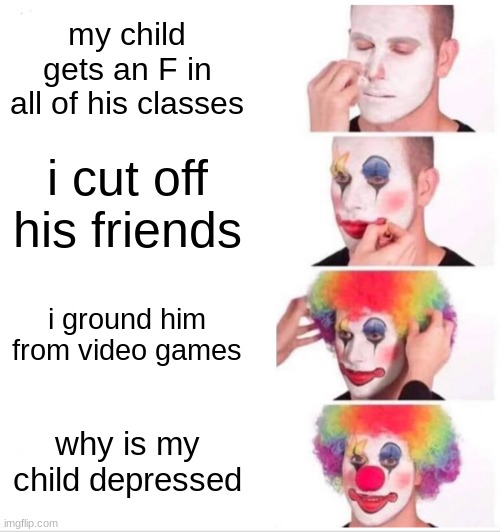 my child
gets an F in
all of his classes
i cut off
his friends
i ground him
from video games
why is my
child depressed
imgflip.com